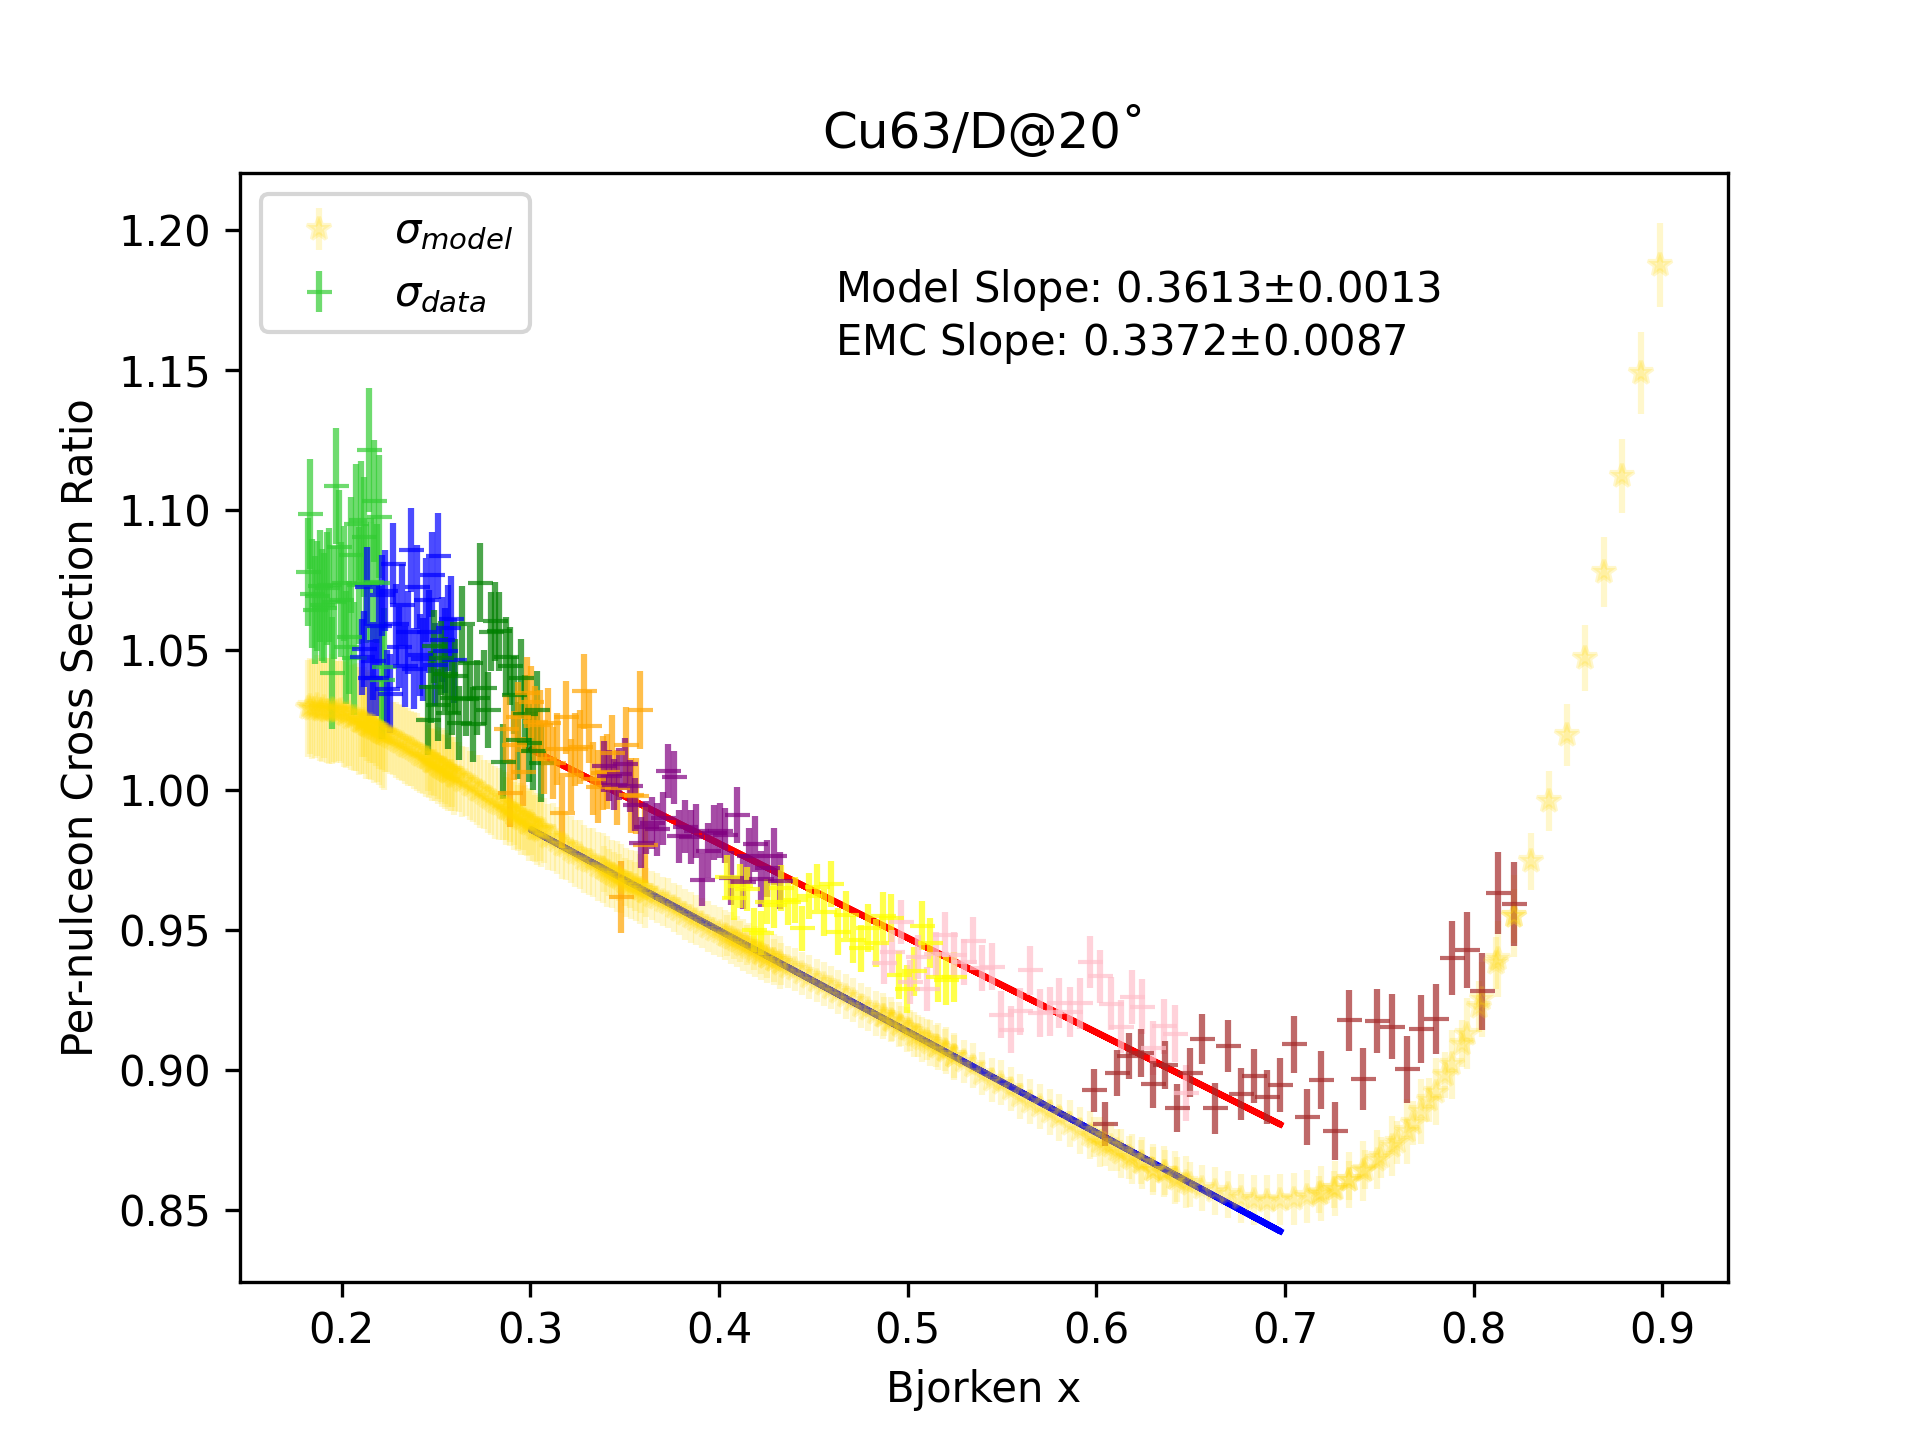 Cu63/D@20˚
σmodel
σdata
Model Slope: 0.3613±0.0013
EMC Slope: 0.3372±0.0087
Per-nulceon Cross Section Ratio
1.20
1.15
1.10
1.05
1.00
0.95
0.90
0.85
0.2 0.3 0.4 0.5 0.6 0.7 0.8 0.9
Bjorken x